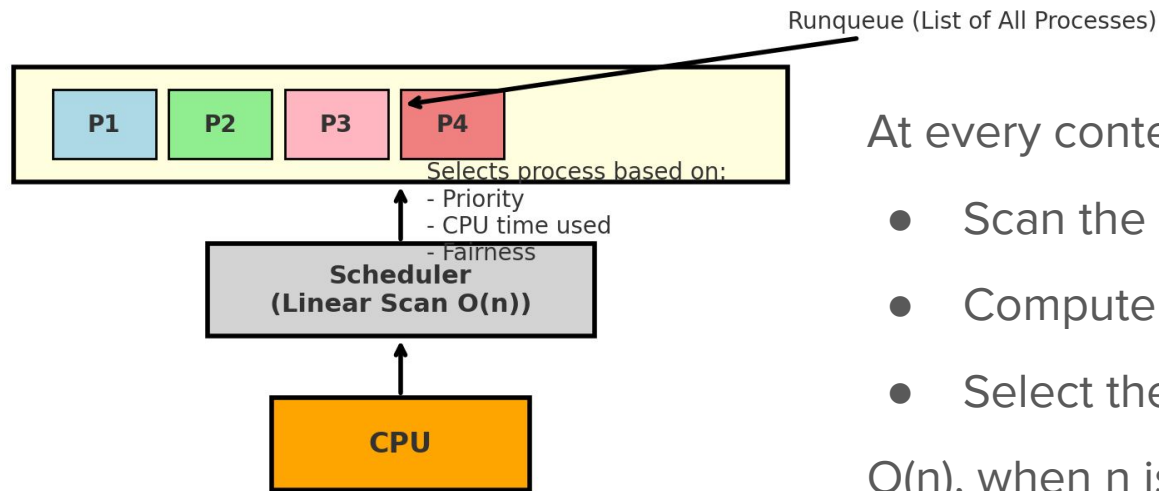 Runqueue (List of All Processes)
P1 P2 P3 P4
Selects process based on:
- Priority
- CPU time used
- Fairness
Scheduler
(Linear Scan O(n))
CPU
At every conte
● Scan the
● Compute
● Select the
O(n), when n is